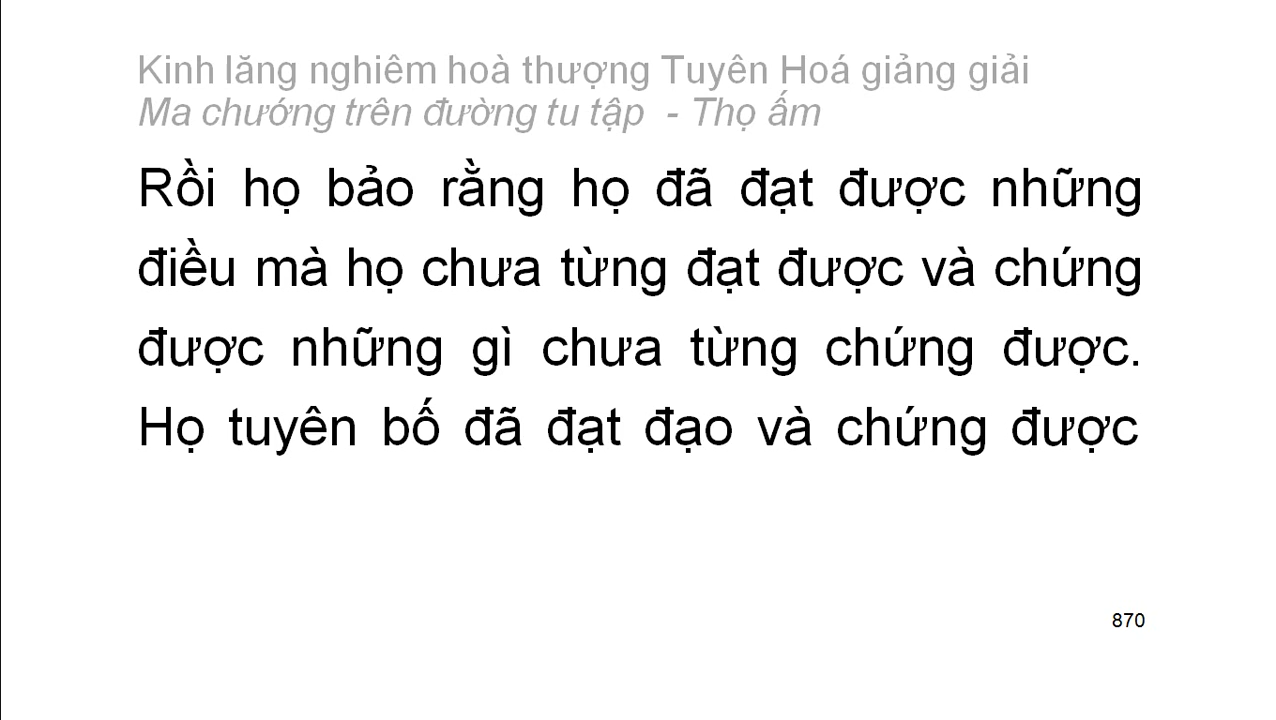 Kinh lăng nghiêm hoà thượng Tuyên Hoá giảng giải
Ma chướng trên đường tu tập - Thọ ấm
Rồi họ bảo rằng họ đã đạt được những
điều mà họ chưa từng đạt được và chứng
được những gì chưa từng chứng được.
Họ tuyên bố đã đạt đạo và chứng được
870